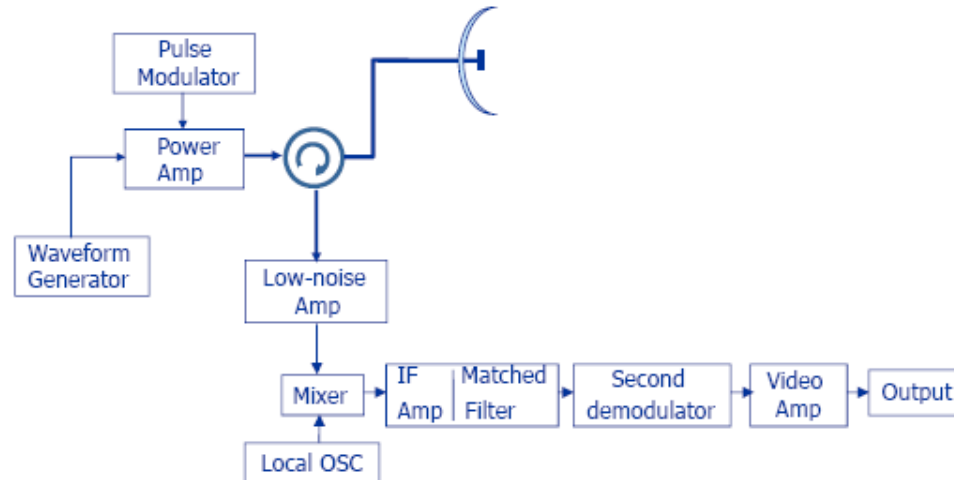 Pulse
Modulator
Power
Amp
Waveform
Generator
Low-noise
Amp
Mixer
IF
Amp
Matched
Filter
Second
demodulator
Video
Amp
Output
Local OSC